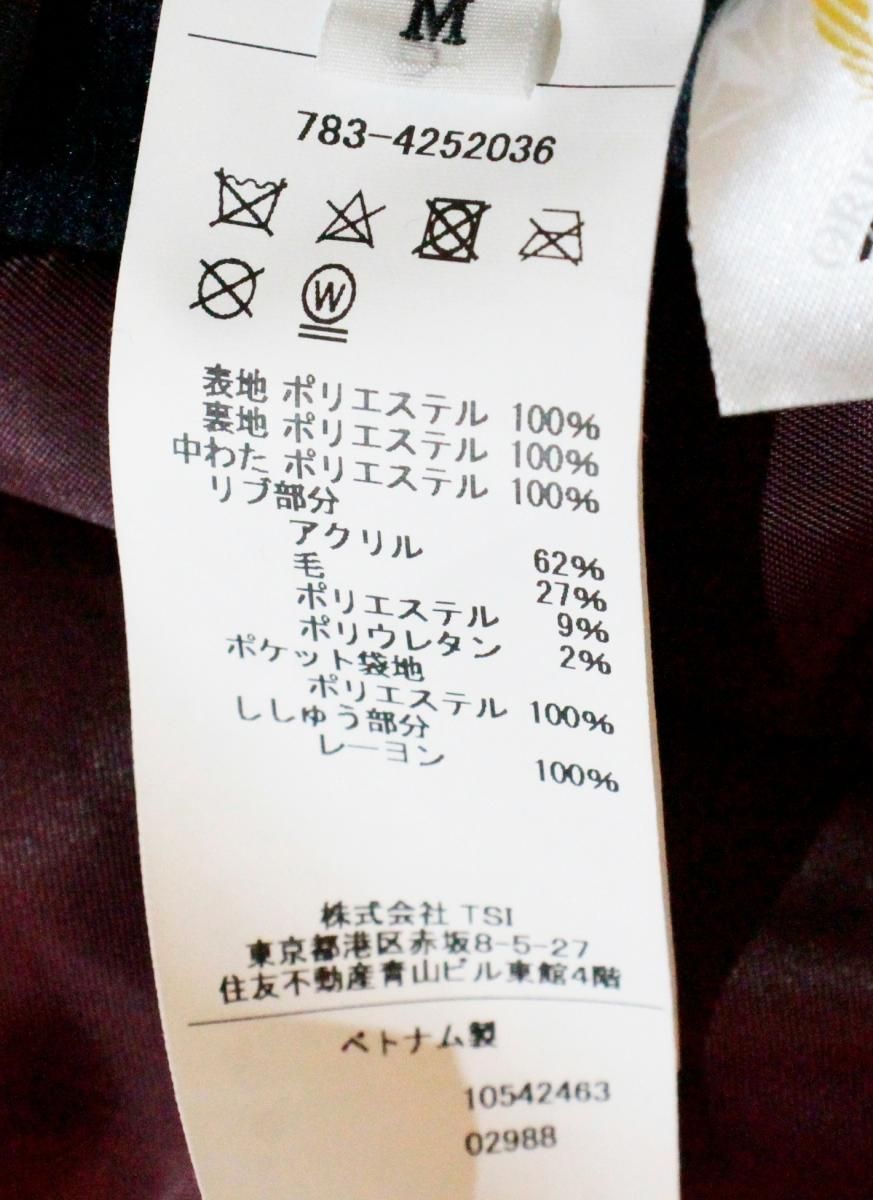 M
783-4252036
W
表地 ポリエステル 100%
裏地 ポリエステル 100%
中わた ポリエステル 100%
リブ部分
アクリル 62%
毛 27%
ポリエステル 9%
ポリウレタン 2%
ポケット袋地
ポリエステル 100%
ししゅう部分
レーヨン 100%
株式会社 TSI
東京都港区赤坂8-5-27
住友不動産青山ビル東館4階
ベトナム製
10542463
02988